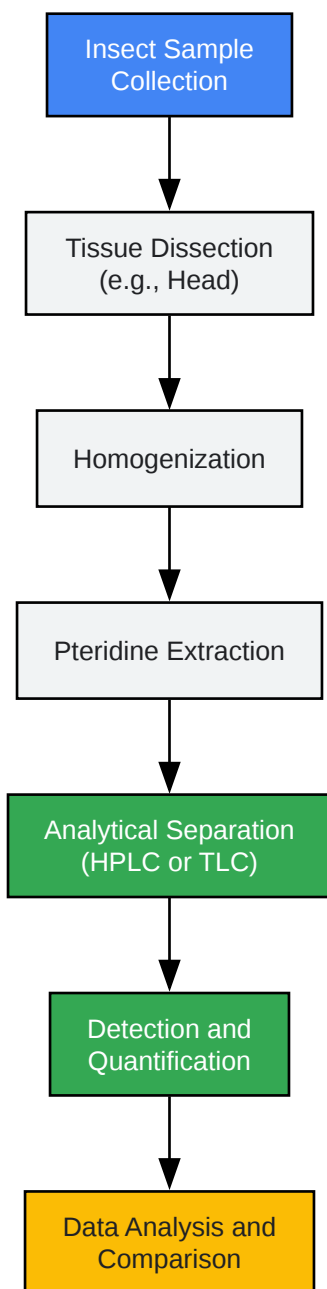 Insect Sample
Collection
Tissue Dissection
(e.g., Head)
Homogenization
Pteridine Extraction
Analytical Separation
(HPLC or TLC)
Detection and
Quantification
Data Analysis and
Comparison